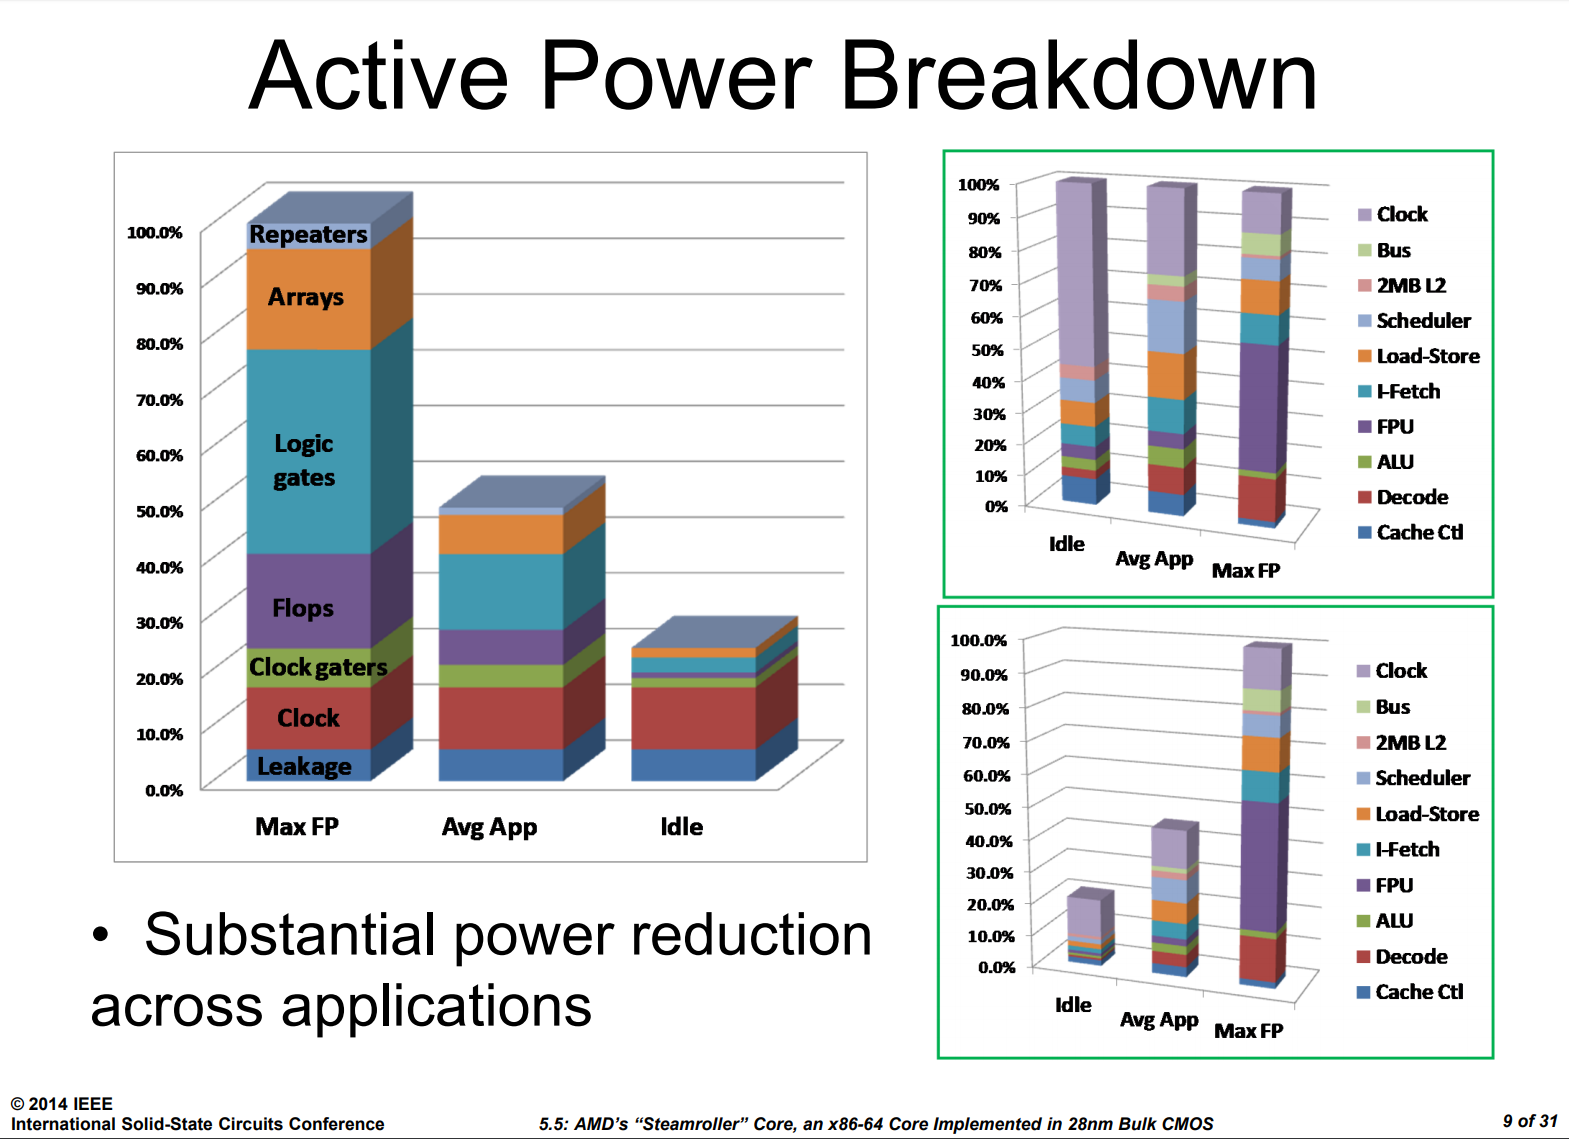 Active Power Breakdown
100.0%
90.0%
80.0%
70.0%
60.0%
50.0%
40.0%
30.0%
20.0%
10.0%
0.0%
Repeaters
Arrays
Logic
gates
Flops
Clock gaters
Clock
Leakage
Max FP
Avg App
Idle
100%
90%
80%
70%
60%
50%
40%
30%
20%
10%
0%
Idle
Avg App
Max FP
Clock
Bus
2MB L2
Scheduler
Load-Store
I-Fetch
FPU
ALU
Decode
Cache Ctl
100.0%
90.0%
80.0%
70.0%
60.0%
50.0%
40.0%
30.0%
20.0%
10.0%
0.0%
Idle
Avg App
Max FP
Clock
Bus
2MB L2
Scheduler
Load-Store
I-Fetch
FPU
ALU
Decode
Cache Ctl
• Substantial power reduction
across applications
© 2014 IEEE
International Solid-State Circuits Conference
5.5: AMD's “Steamroller” Core, an x86-64 Core Implemented in 28nm Bulk CMOS
9 of 31